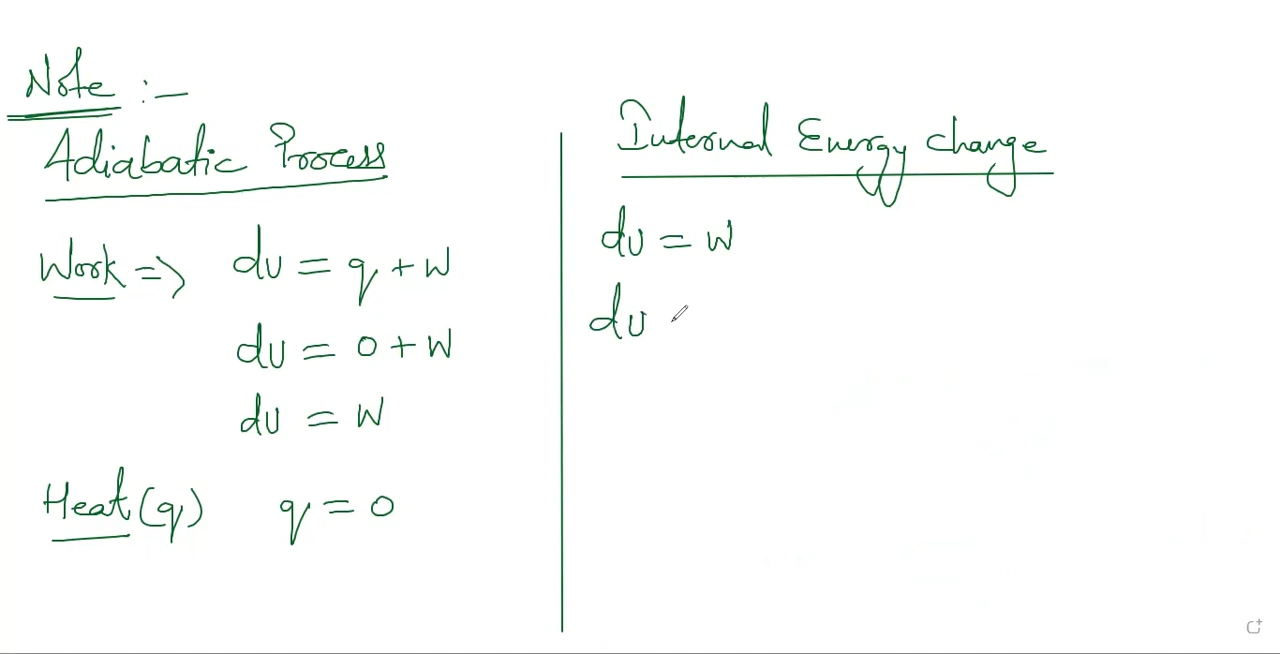 Note :-
Adiabatic Process
Work => du = q + w
du = 0 + w
du = w
Heat (q) q = 0
Internal Energy change
du = w
du